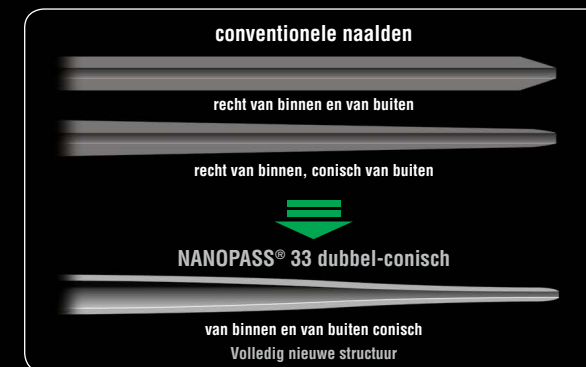 conventionele naalden
recht van binnen en van buiten
recht van binnen, conisch van buiten
NANOPASS® 33 dubbel-conisch
van binnen en van buiten conisch
Volledig nieuwe structuur